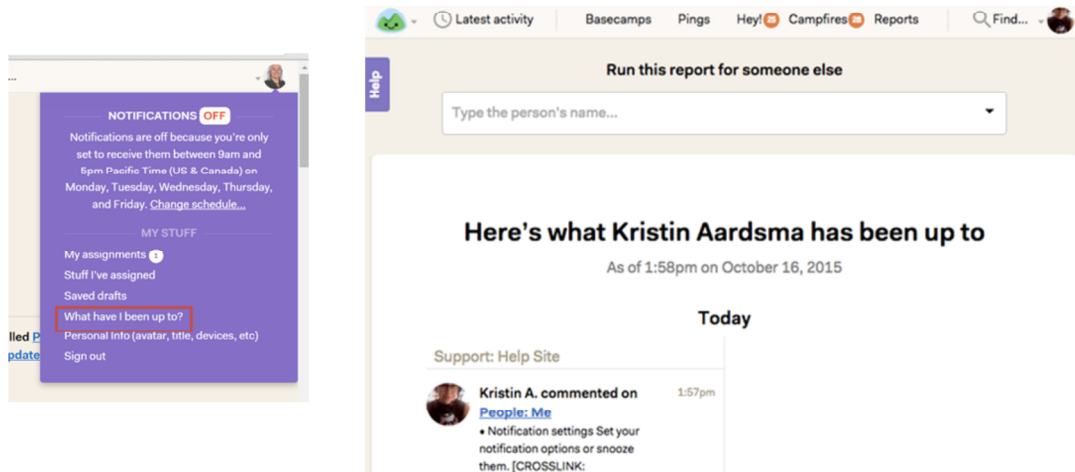 ...
NOTIFICATIONS OFF
Notifications are off because you're only
set to receive them between 9am and
5pm Pacific Time (US & Canada) on
Monday, Tuesday, Wednesday, Thursday,
and Friday. Change schedule...
MY STUFF
My assignments 1
Stuff I've assigned
Saved drafts
What have I been up to?
Personal Info (avatar, title, devices, etc)
Sign out
lled P
pdate
Latest activity Basecamps Pings Hey! 25 Campfires 28 Reports Find...
Help
Run this report for someone else
Type the person's name...
Here's what Kristin Aardsma has been up to
As of 1:58pm on October 16, 2015
Today
Support: Help Site
Kristin A. commented on 1:57pm
People: Me
• Notification settings Set your
notification options or snooze
them. [CROSSLINK: